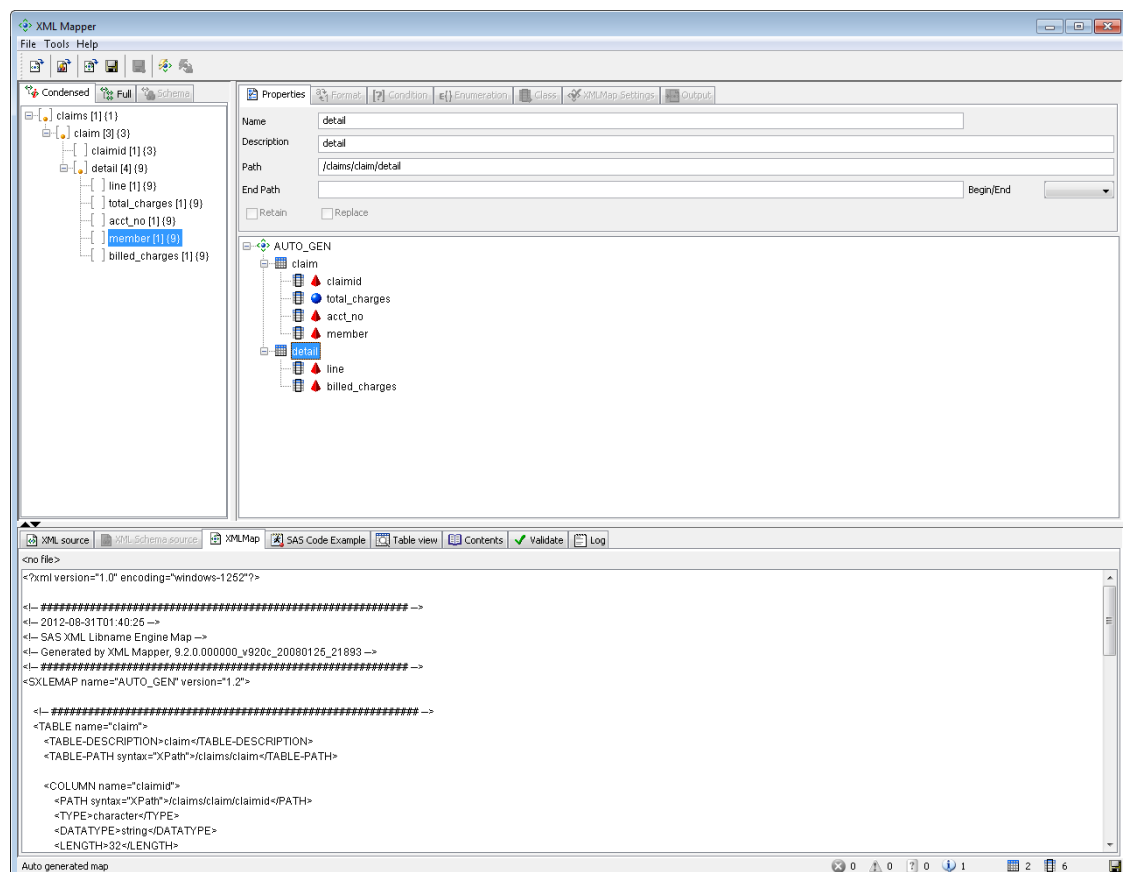 XML Mapper
File Tools Help
Condensed Full Schema
claims [1] {1}
claim [3] {3}
claimid [1] {3}
detail [4] {9}
line [1] {9}
total_charges [1] {9}
acct_no [1] {9}
member [1] {9}
billed_charges [1] {9}
Properties Format [?] Condition ε{} Enumeration Class XMLMap Settings Output
Name detail
Description detail
Path /claims/claim/detail
End Path Begin/End
Retain Replace
AUTO_GEN
claim
claimid
total_charges
acct_no
member
detail
line
billed_charges
XML source XML Schema source XMLMap SAS Code Example Table view Contents Validate Log
<no file>
<?xml version="1.0" encoding="windows-1252"?>
<!-- ############################################################ -->
<!-- 2012-08-31T01:40:25 -->
<!-- SAS XML Libname Engine Map -->
<!-- Generated by XML Mapper, 9.2.0.000000_v920c_20080125_21893 -->
<!-- ############################################################ -->
<SXLEMAP name="AUTO_GEN" version="1.2">
<!-- ############################################################ -->
<TABLE name="claim">
<TABLE-DESCRIPTION>claim</TABLE-DESCRIPTION>
<TABLE-PATH syntax="XPath">/claims/claim</TABLE-PATH>
<COLUMN name="claimid">
<PATH syntax="XPath">/claims/claim/claimid</PATH>
<TYPE>character</TYPE>
<DATATYPE>string</DATATYPE>
<LENGTH>32</LENGTH>
Auto generated map 0 0 0 1 2 6